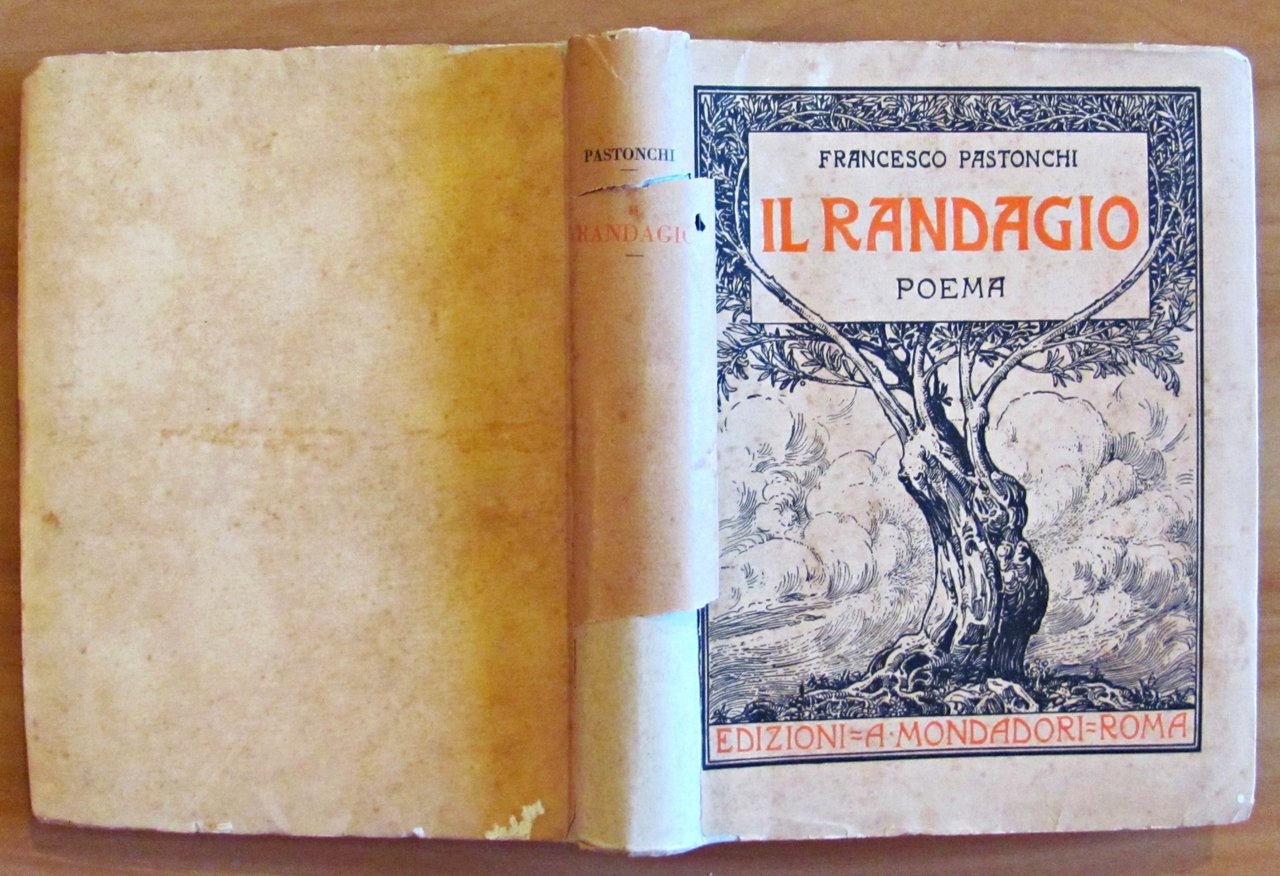 PASTONCHI
RANDAGIO
FRANCESCO PASTONCHI
IL RANDAGIO
POEMA
EDIZIONI=A·MONDADORI=ROMA